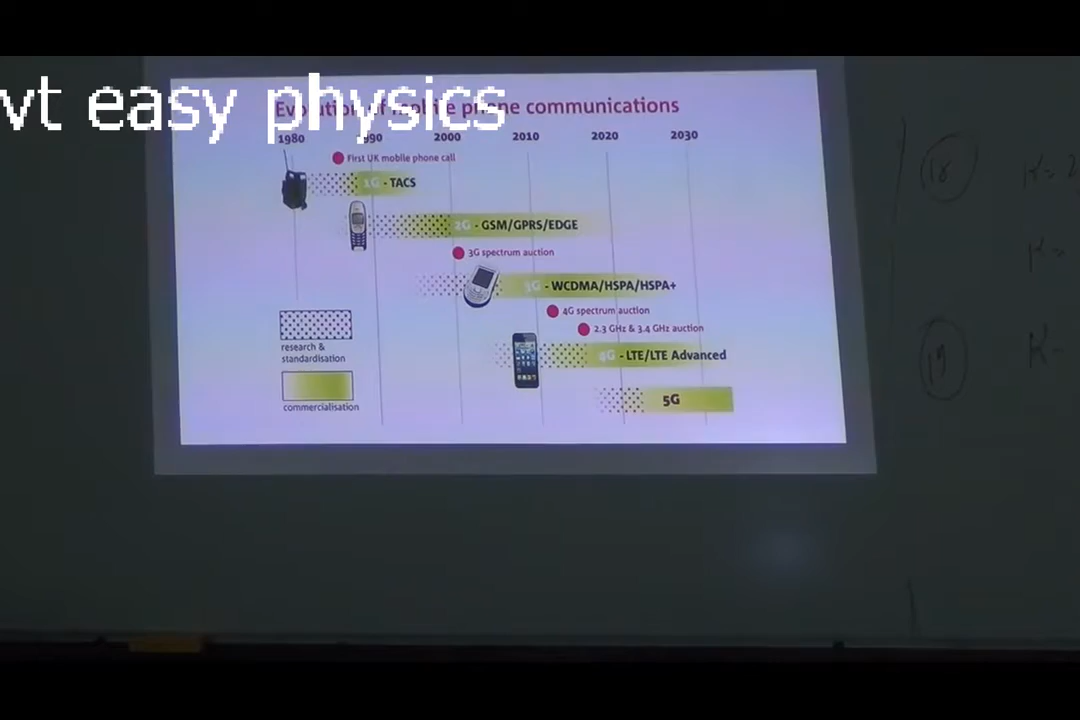 vt easy physics
Evolution of mobile phone communications
1980 1990 2000 2010 2020 2030
First UK mobile phone call
1G - TACS
2G - GSM/GPRS/EDGE
3G spectrum auction
3G - WCDMA/HSPA/HSPA+
4G spectrum auction
2.3 GHz & 3.4 GHz auction
4G - LTE/LTE Advanced
5G
research &
standardisation
commercialisation